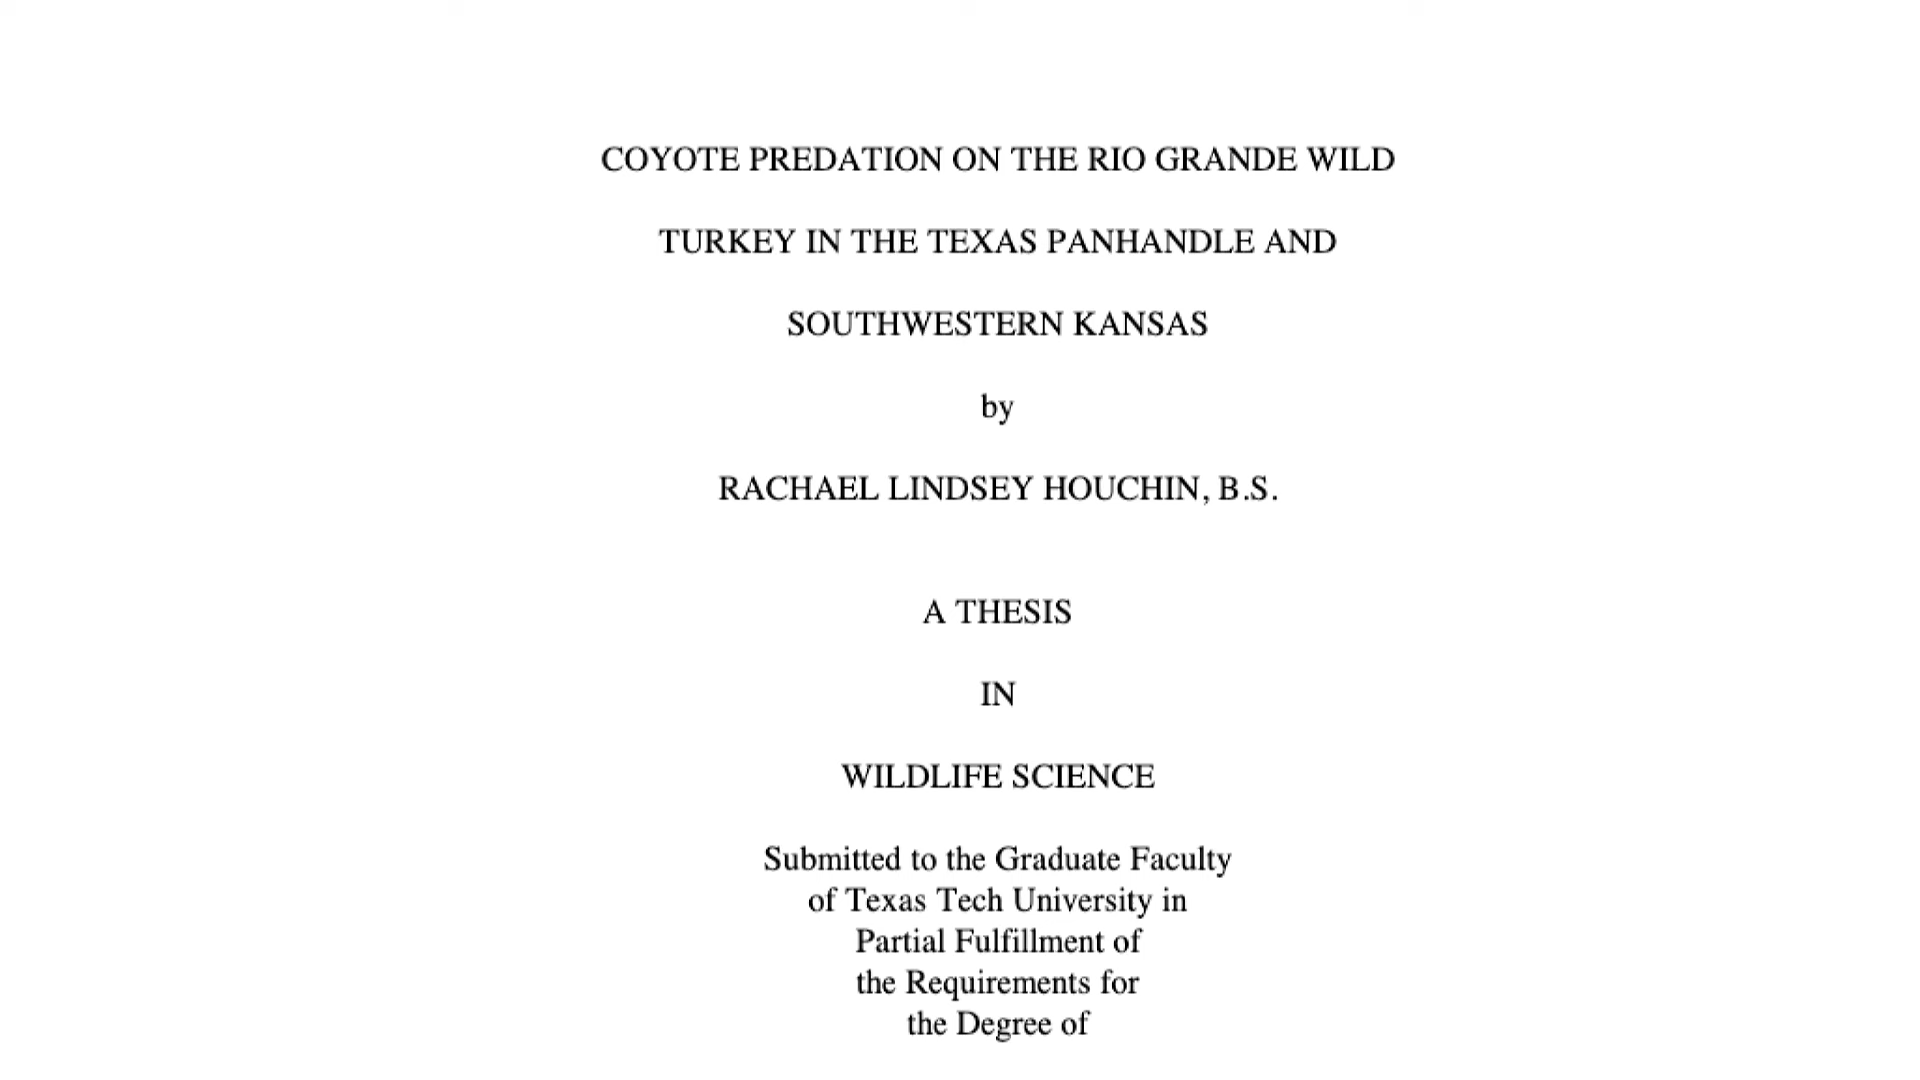 COYOTE PREDATION ON THE RIO GRANDE WILD
TURKEY IN THE TEXAS PANHANDLE AND
SOUTHWESTERN KANSAS
by
RACHAEL LINDSEY HOUCHIN, B.S.
A THESIS
IN
WILDLIFE SCIENCE
Submitted to the Graduate Faculty
of Texas Tech University in
Partial Fulfillment of
the Requirements for
the Degree of